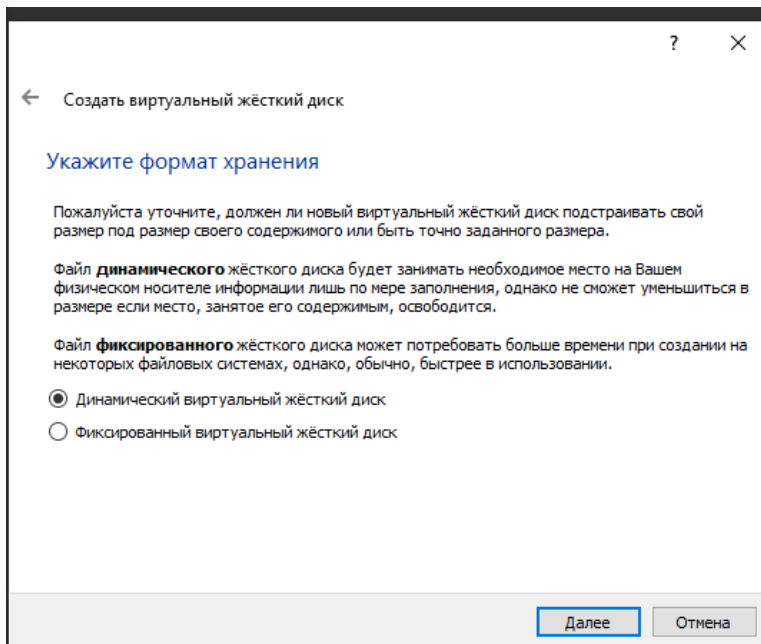 ?
Создать виртуальный жёсткий диск
Укажите формат хранения
Пожалуйста уточните, должен ли новый виртуальный жёсткий диск подстраивать свой
размер под размер своего содержимого или быть точно заданного размера.
Файл динамического жёсткого диска будет занимать необходимое место на Вашем
физическом носителе информации лишь по мере заполнения, однако не сможет уменьшиться в
размере если место, занятое его содержимым, освободится.
Файл фиксированного жёсткого диска может потребовать больше времени при создании на
некоторых файловых системах, однако, обычно, быстрее в использовании.
Динамический виртуальный жёсткий диск
Фиксированный виртуальный жёсткий диск
Далее
Отмена